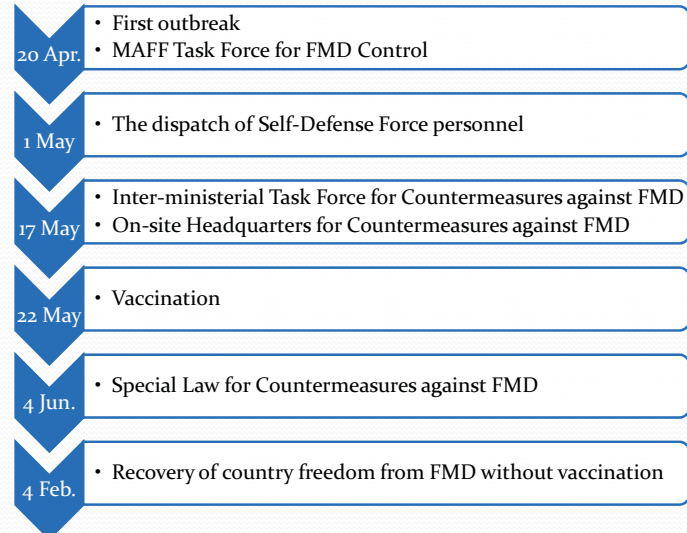 20 Apr.
• First outbreak
• MAFF Task Force for FMD Control
1 May
• The dispatch of Self-Defense Force personnel
17 May
• Inter-ministerial Task Force for Countermeasures against FMD
• On-site Headquarters for Countermeasures against FMD
22 May
• Vaccination
4 Jun.
• Special Law for Countermeasures against FMD
4 Feb.
• Recovery of country freedom from FMD without vaccination